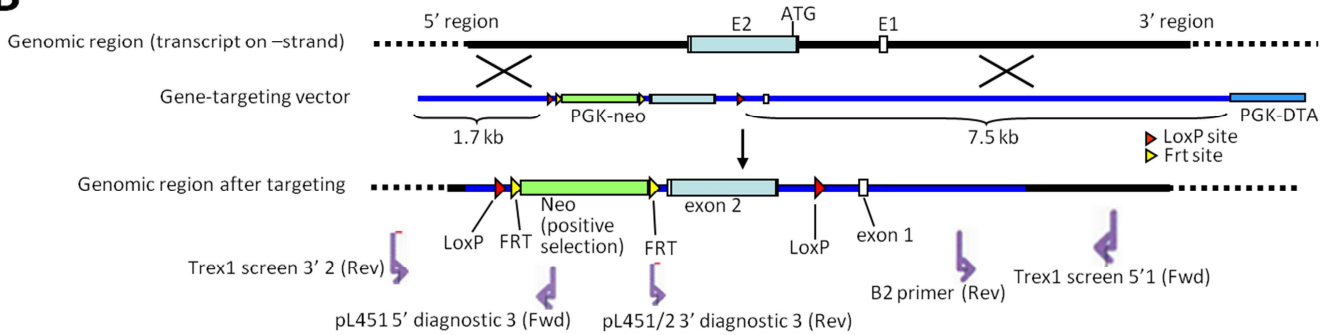 B
ATG
5′ region
E2
E1
3′ region
Genomic region (transcript on –strand)
Gene-targeting vector
PGK-neo
PGK-DTA
1.7 kb
7.5 kb
LoxP site
Frt site
Genomic region after targeting
Neo
(positive
selection)
exon 2
LoxP
FRT
FRT
LoxP
exon 1
Trex1 screen 3′ 2 (Rev)
Trex1 screen 5′1 (Fwd)
B2 primer (Rev)
pL451 5′ diagnostic 3 (Fwd)
pL451/2 3′ diagnostic 3 (Rev)